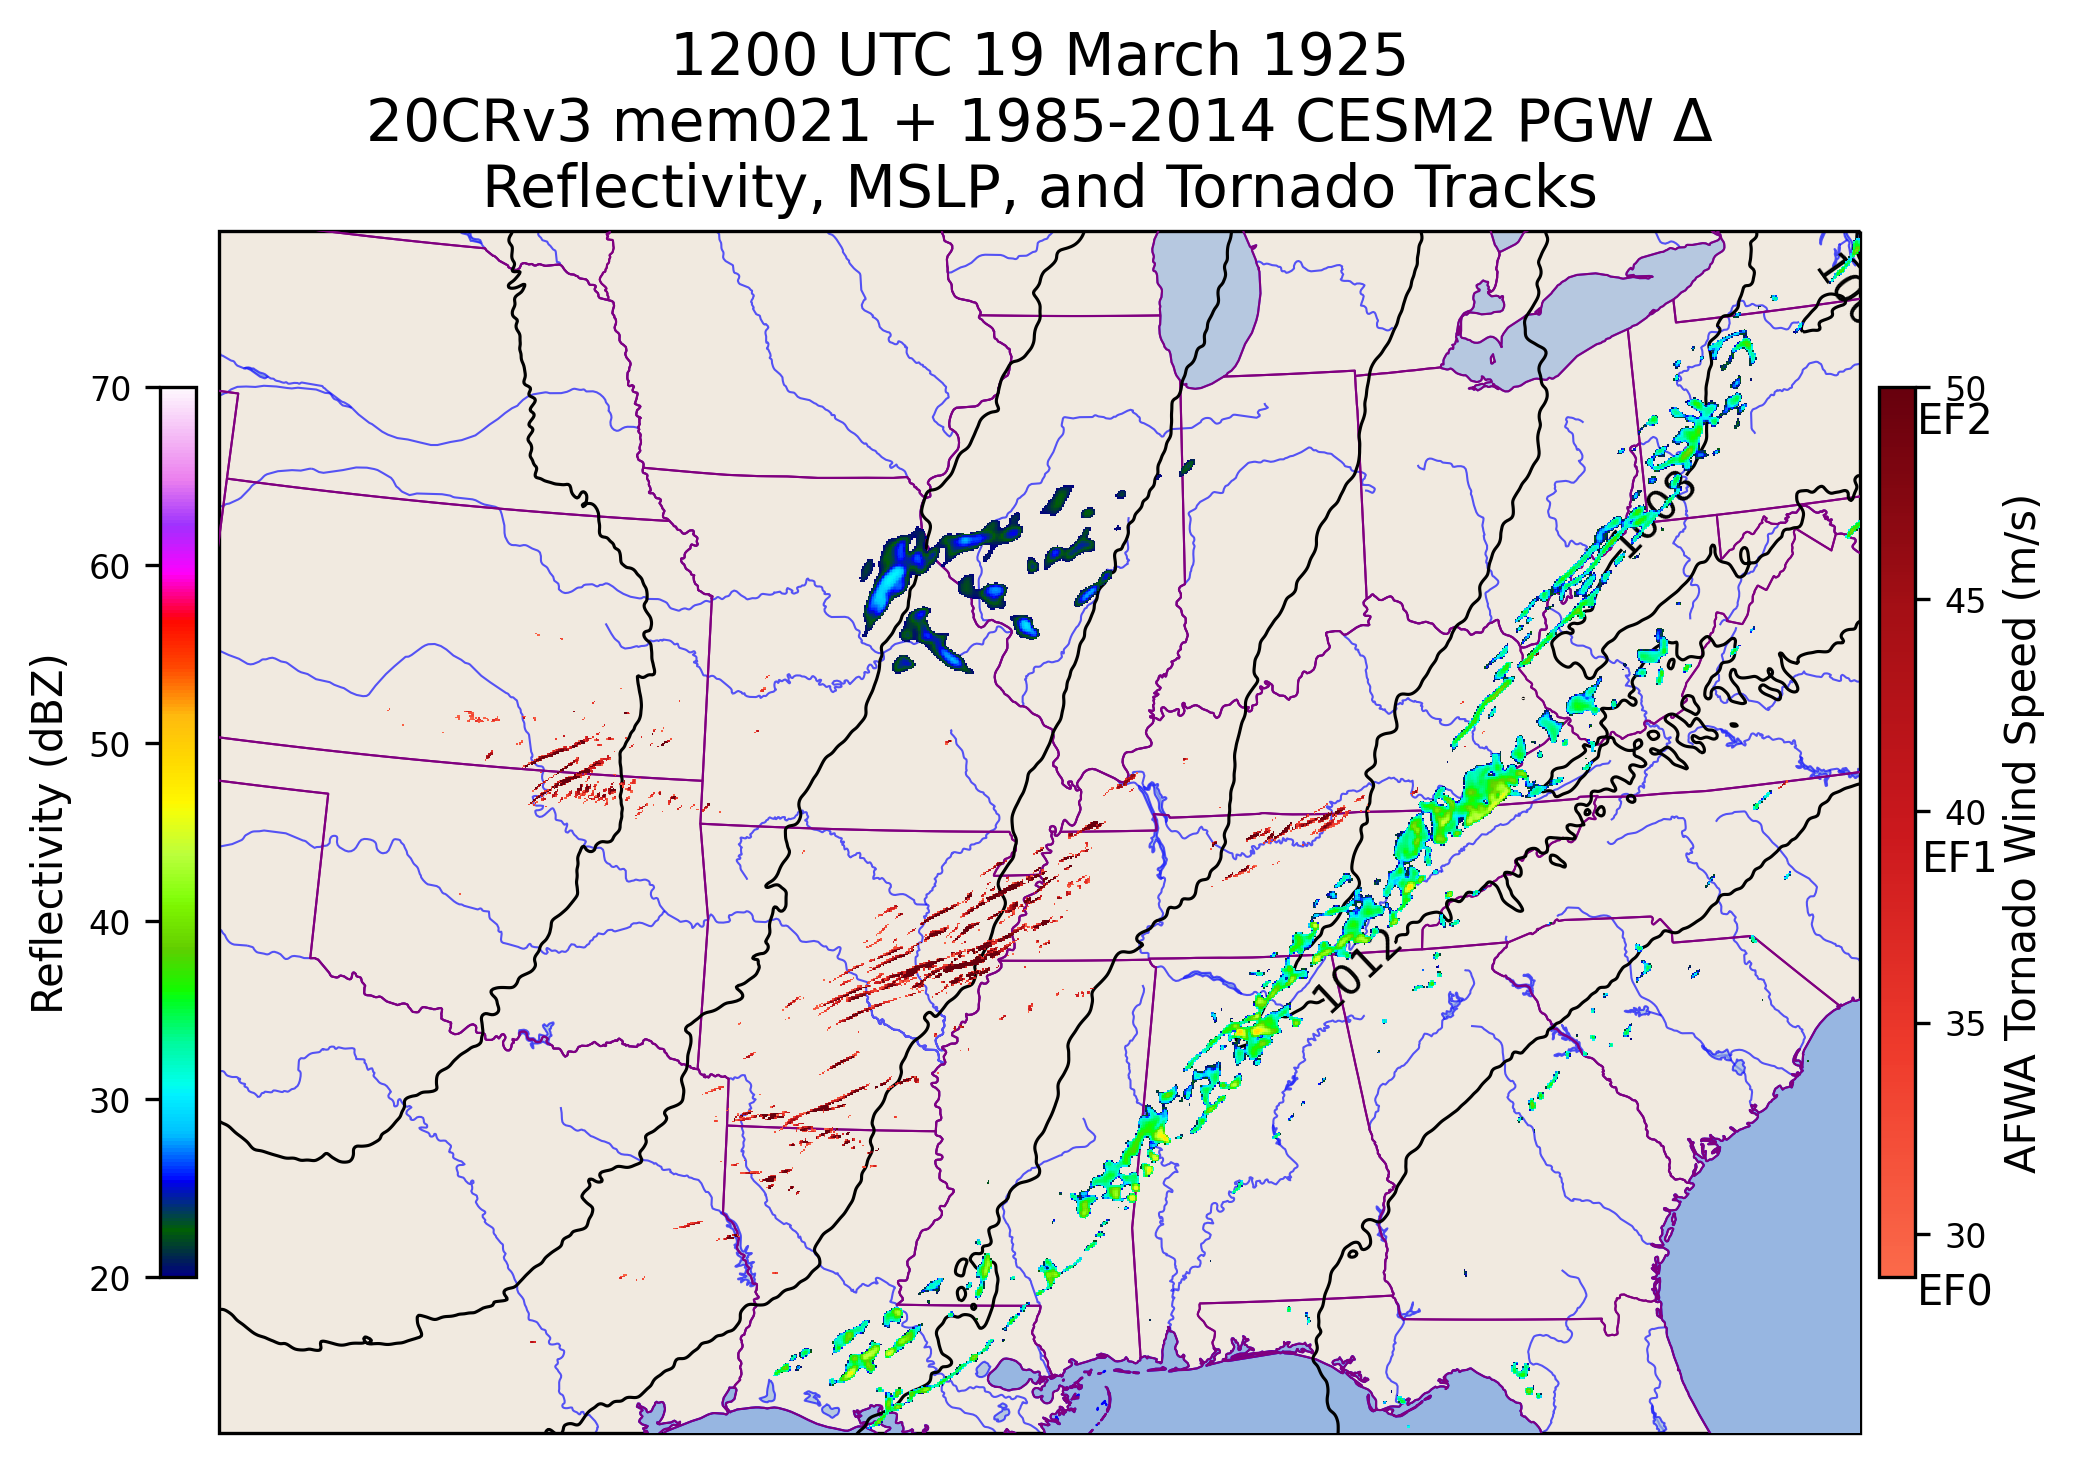 1200 UTC 19 March 1925
20CRv3 mem021 + 1985-2014 CESM2 PGW Δ
Reflectivity, MSLP, and Tornado Tracks
Reflectivity (dBZ)
70
60
50
40
30
20
1008
1012
50
EF2
45
40
EF1
35
30
EF0
AFWA Tornado Wind Speed (m/s)